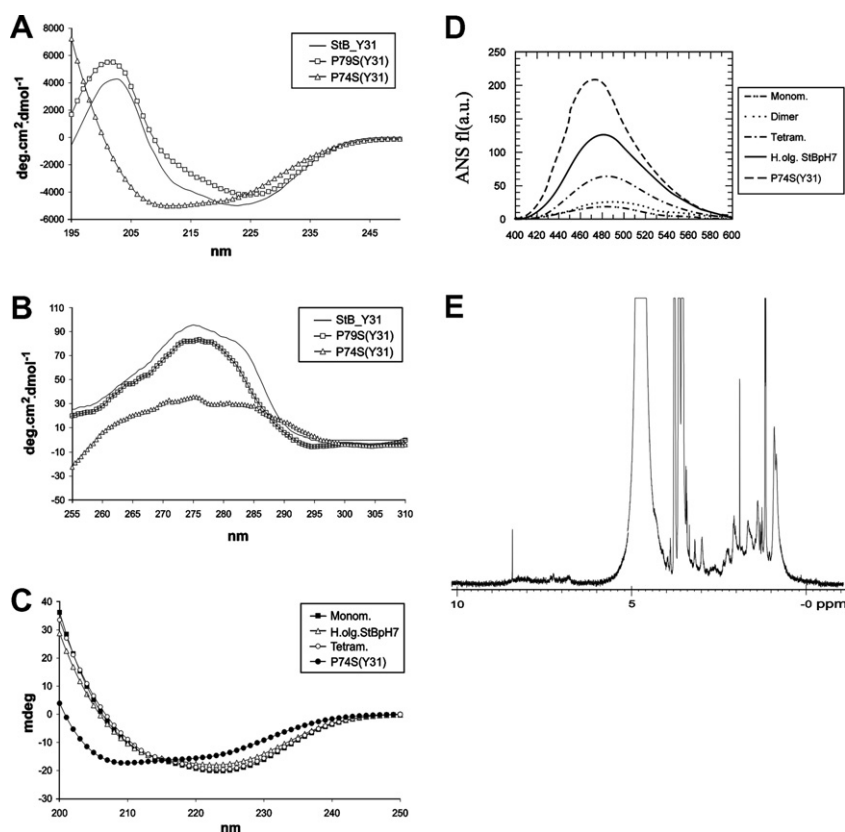 A
8000
6000
4000
2000
0
-2000
-4000
-6000
deg.cm².dmol⁻¹
195 205 215 225 235 245
nm
StB_Y31
P79S(Y31)
P74S(Y31)
B
110
90
70
50
30
10
-10
-30
-50
deg.cm².dmol⁻¹
255 260 265 270 275 280 285 290 295 300 305 310
nm
StB_Y31
P79S(Y31)
P74S(Y31)
C
40
30
20
10
0
-10
-20
-30
mdeg
200 210 220 230 240 250
nm
Monom.
H.olg.StBpH7
Tetram.
P74S(Y31)
D
250
200
150
100
50
0
ANS fl(a.u.)
400 420 440 460 480 500 520 540 560 580 600
Monom.
Dimer
Tetram.
H.olg. StBpH7
P74S(Y31)
E
10 5 -0 ppm